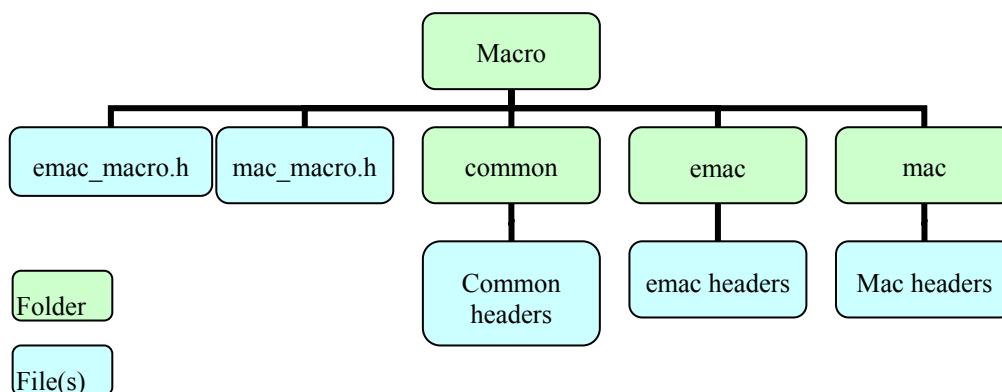 Macro
emac_macro.h
mac_macro.h
common
emac
mac
Common
headers
emac headers
Mac headers
Folder
File(s)